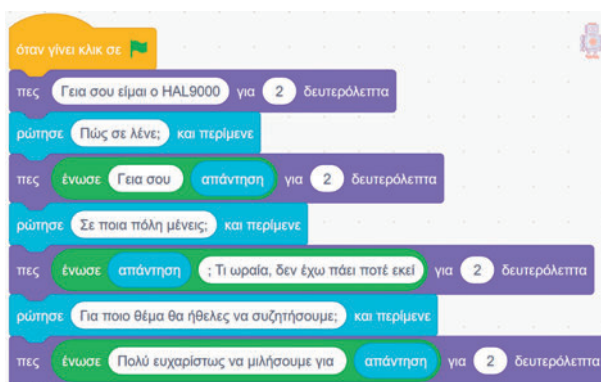 όταν γίνει κλικ σε
πες Γεια σου είμαι ο HAL9000 για 2 δευτερόλεπτα
ρώτησε Πώς σε λένε; και περίμενε
πες ένωσε Γεια σου απάντηση για 2 δευτερόλεπτα
ρώτησε Σε ποια πόλη μένεις; και περίμενε
πες ένωσε απάντηση ; Τι ωραία, δεν έχω πάει ποτέ εκεί για 2 δευτερόλεπτα
ρώτησε Για ποιο θέμα θα ήθελες να συζητήσουμε; και περίμενε
πες ένωσε Πολύ ευχαρίστως να μιλήσουμε για απάντηση για 2 δευτερόλεπτα